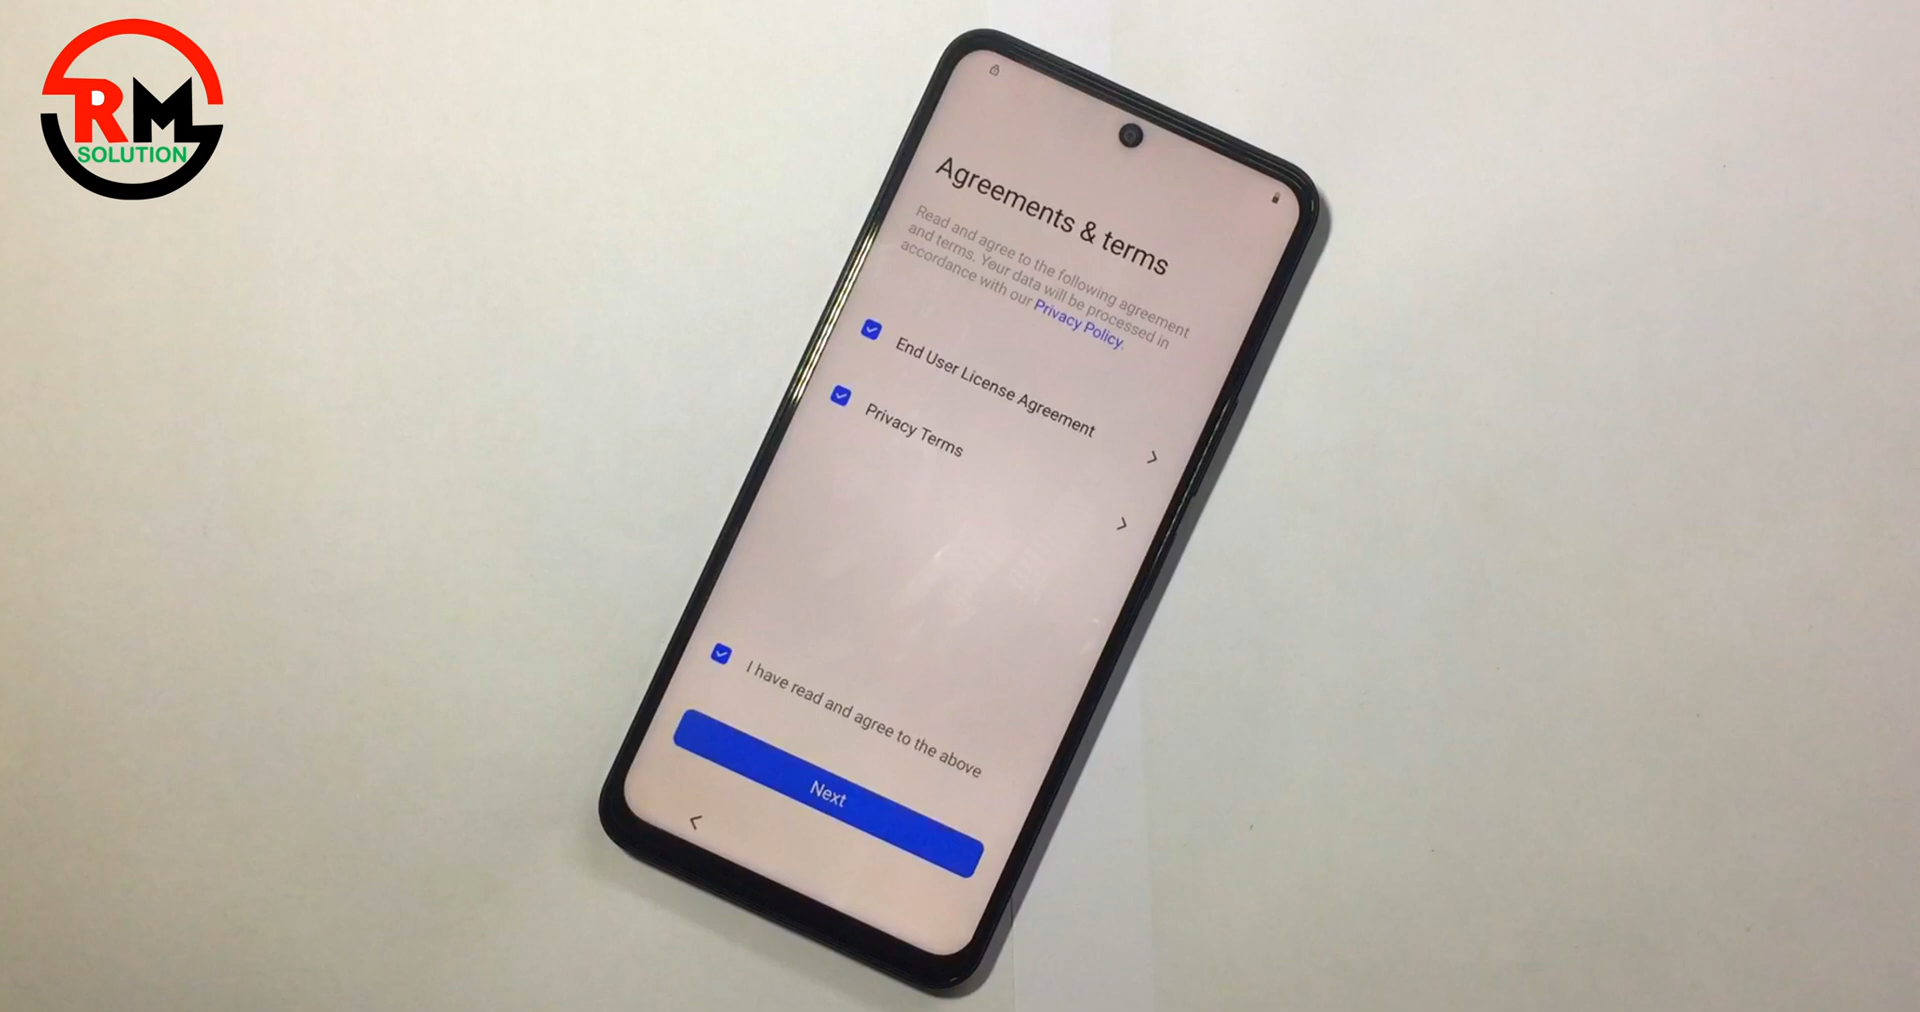 RM
SOLUTION
Agreements & terms
Read and agree to the following agreement
and terms. Your data will be processed in
accordance with our Privacy Policy.
End User License Agreement
Privacy Terms
I have read and agree to the above
Next